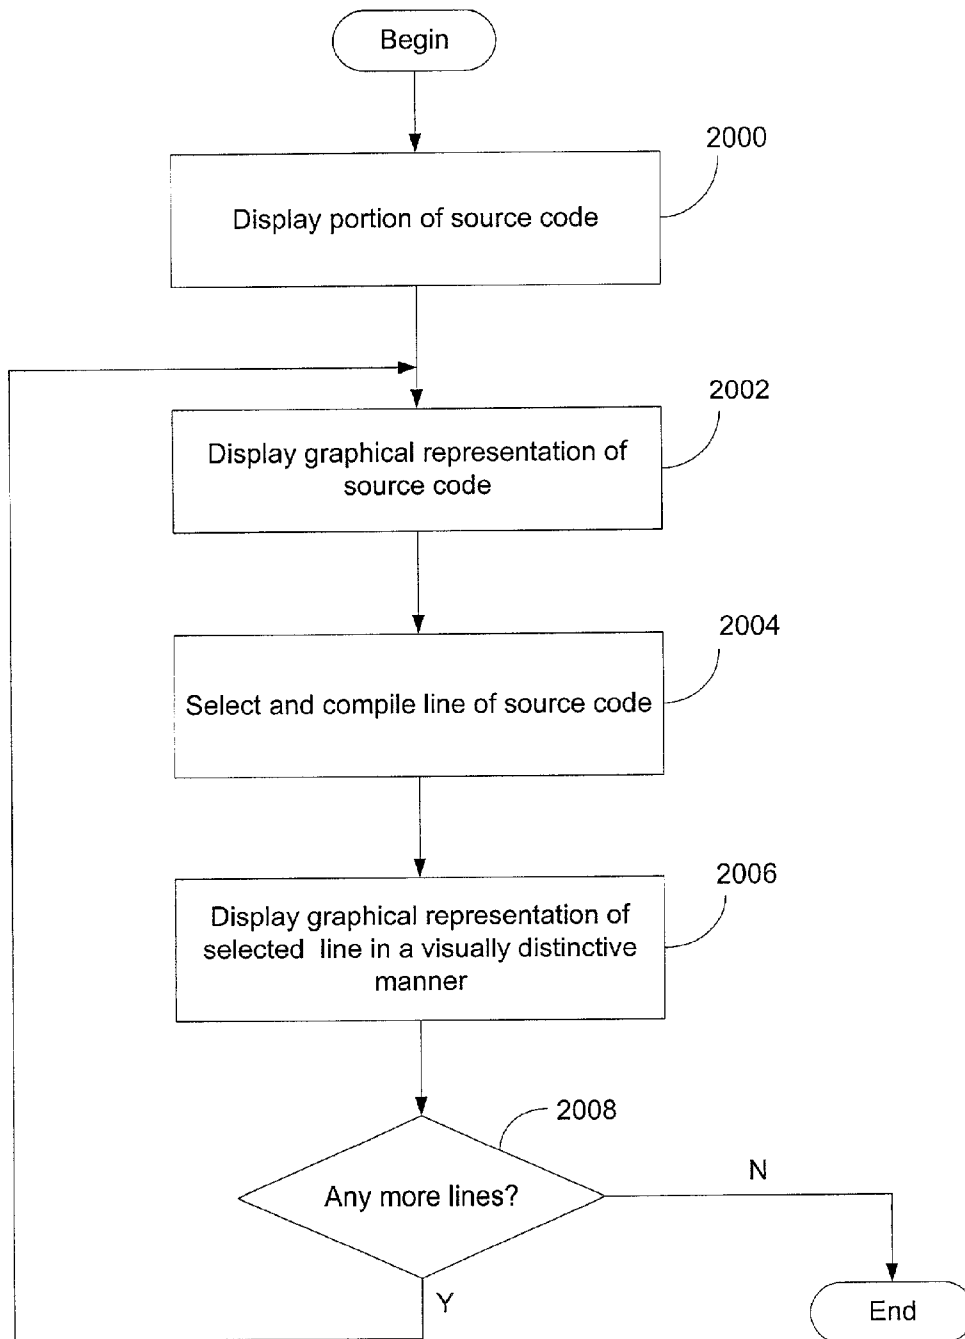 Begin
2000
Display portion of source code
2002
Display graphical representation of
source code
2004
Select and compile line of source code
2006
Display graphical representation of
selected line in a visually distinctive
manner
2008
Any more lines?
N
Y
End